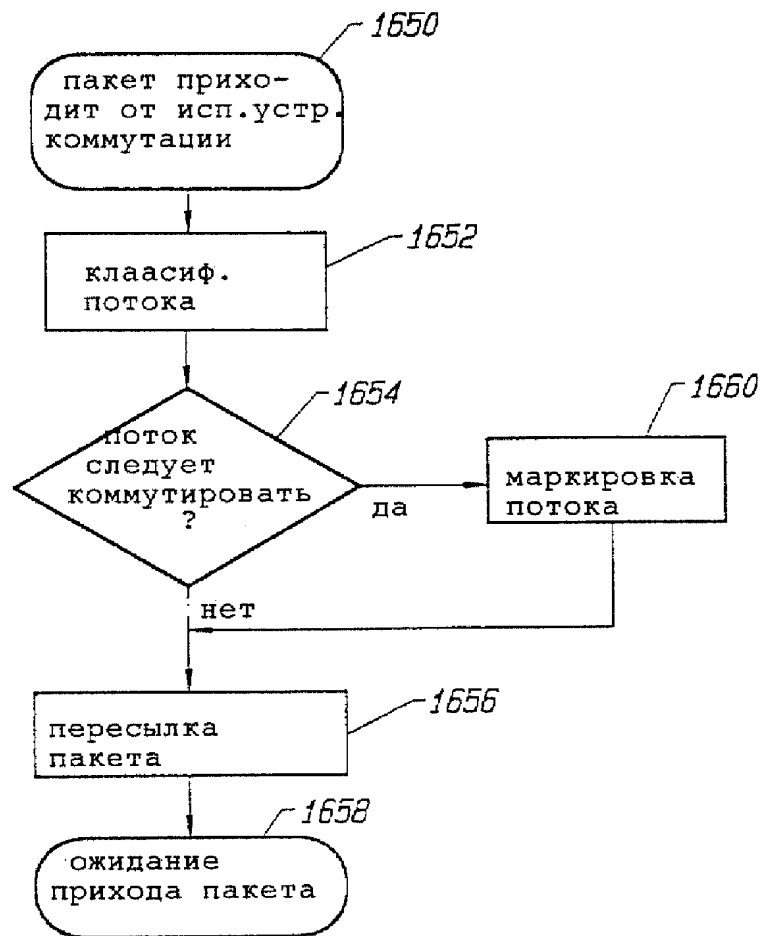 1650
пакет прихо-
дит от исп.устр.
коммутации
1652
клаасиф.
потока
1654
поток
следует
коммутировать
?
да
1660
маркировка
потока
нет
1656
пересылка
пакета
1658
ожидание
прихода пакета